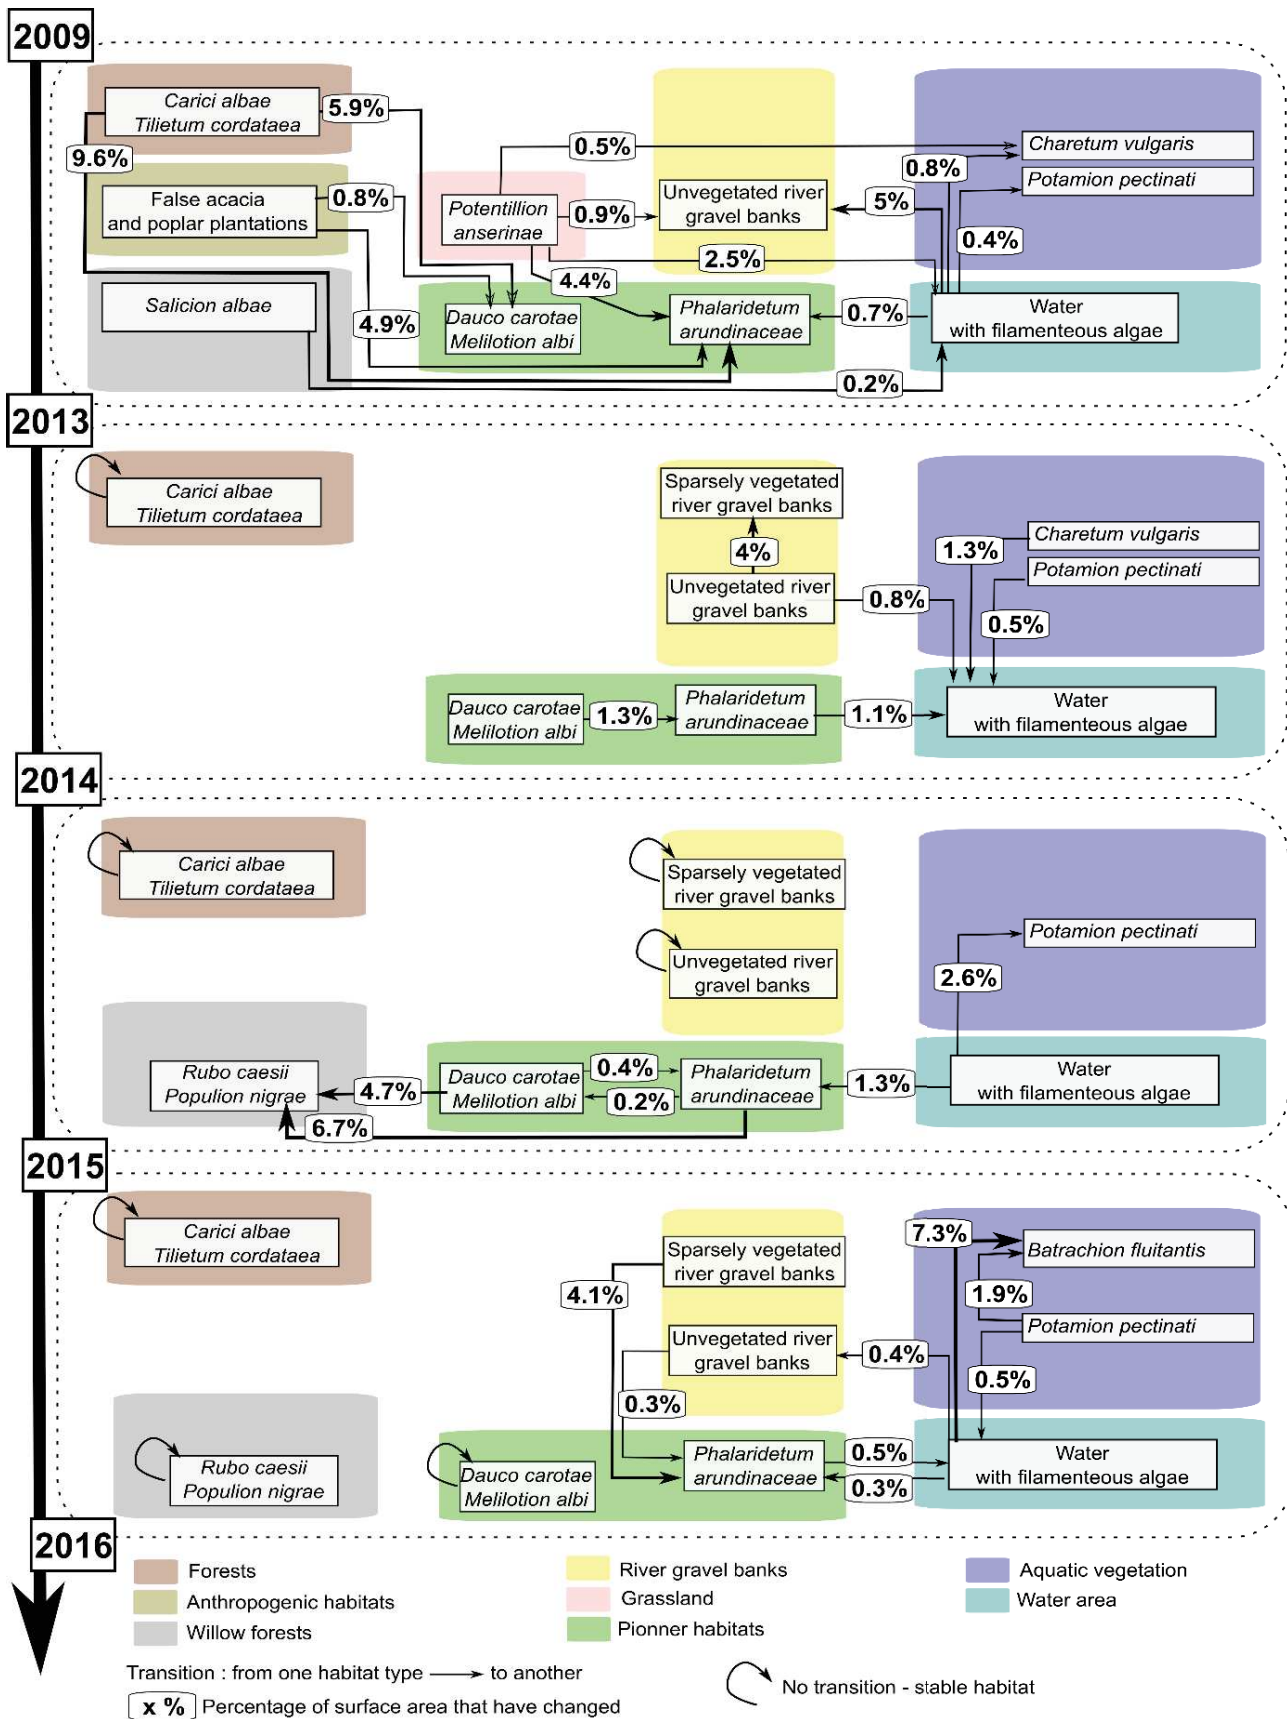 2009
Carici albae
Tilietum cordataea
5.9%
9.6%
False acacia
and poplar plantations
0.8%
Salicion albae
4.9%
Potentillion
anserinae
0.5%
0.9%
2.5%
4.4%
Unvegetated river
gravel banks
5%
0.8%
Charetum vulgaris
Potamion pectinati
0.4%
Dauco carotae
Melilotion albi
Phalaridetum
arundinaceae
0.7%
Water
with filamenteous algae
0.2%
2013
Carici albae
Tilietum cordataea
Sparsely vegetated
river gravel banks
4%
Unvegetated river
gravel banks
0.8%
1.3%
Charetum vulgaris
Potamion pectinati
0.5%
Dauco carotae
Melilotion albi
1.3%
Phalaridetum
arundinaceae
1.1%
Water
with filamenteous algae
2014
Carici albae
Tilietum cordataea
Sparsely vegetated
river gravel banks
Unvegetated river
gravel banks
Potamion pectinati
2.6%
Rubo caesii
Populion nigrae
4.7%
6.7%
Dauco carotae
Melilotion albi
0.4%
0.2%
Phalaridetum
arundinaceae
1.3%
Water
with filamenteous algae
2015
Carici albae
Tilietum cordataea
Sparsely vegetated
river gravel banks
4.1%
Unvegetated river
gravel banks
0.3%
0.4%
7.3%
Batrachion fluitantis
1.9%
Potamion pectinati
0.5%
Rubo caesii
Populion nigrae
Dauco carotae
Melilotion albi
Phalaridetum
arundinaceae
0.5%
0.3%
Water
with filamenteous algae
2016
Forests
Anthropogenic habitats
Willow forests
River gravel banks
Grassland
Pionner habitats
Aquatic vegetation
Water area
Transition : from one habitat type → to another
x % Percentage of surface area that have changed
No transition - stable habitat